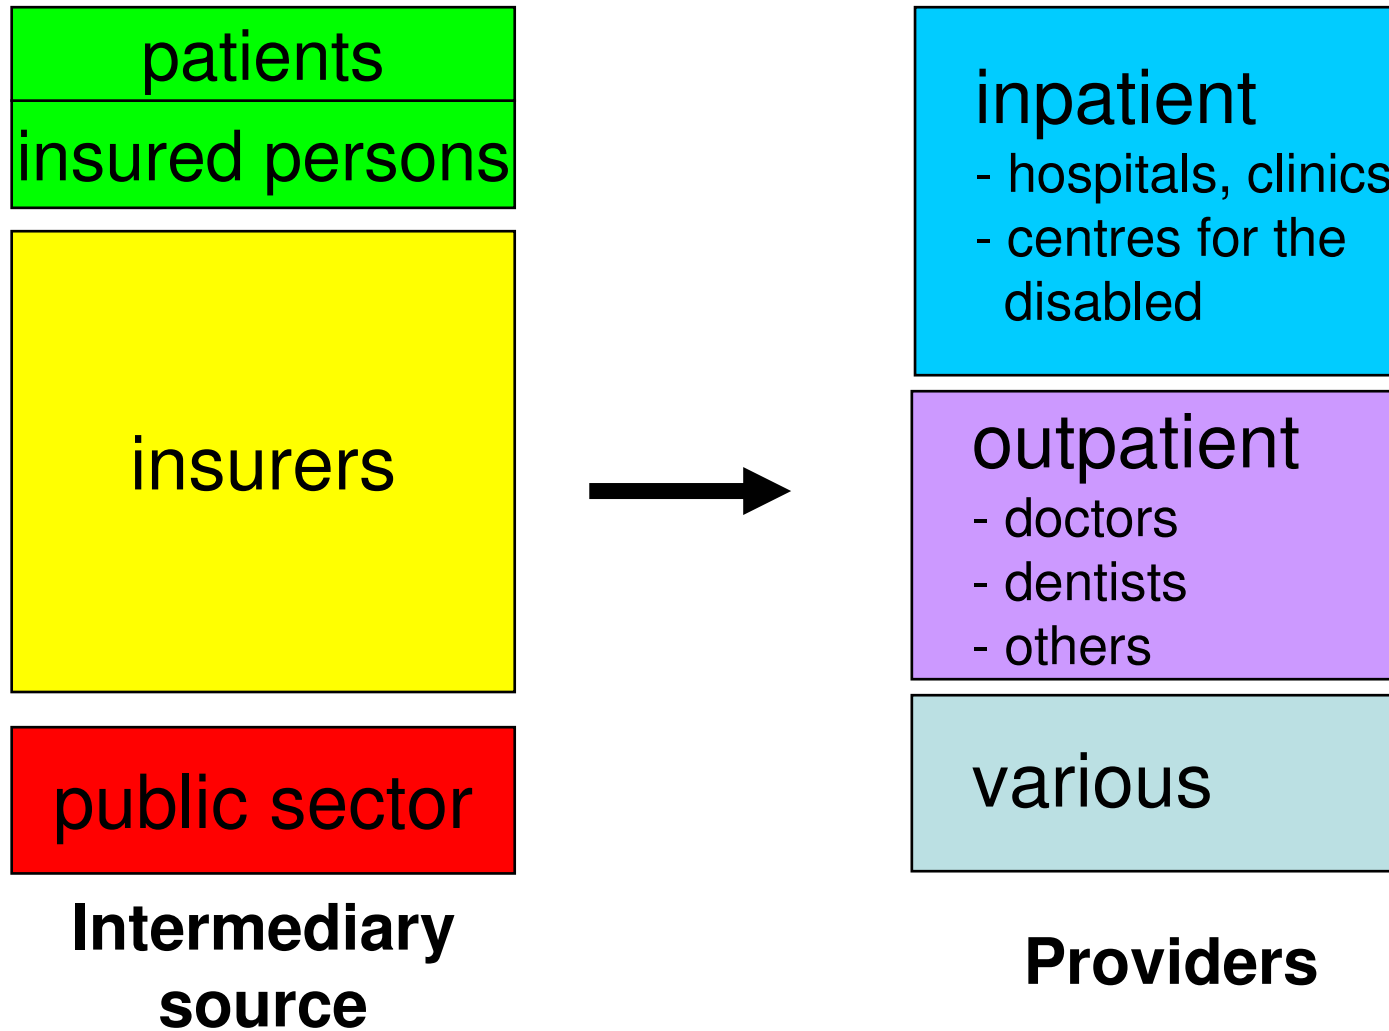 patients
insured persons
insurers
public sector
Intermediary
source
inpatient
- hospitals, clinics
- centres for the
disabled
outpatient
- doctors
- dentists
- others
various
Providers